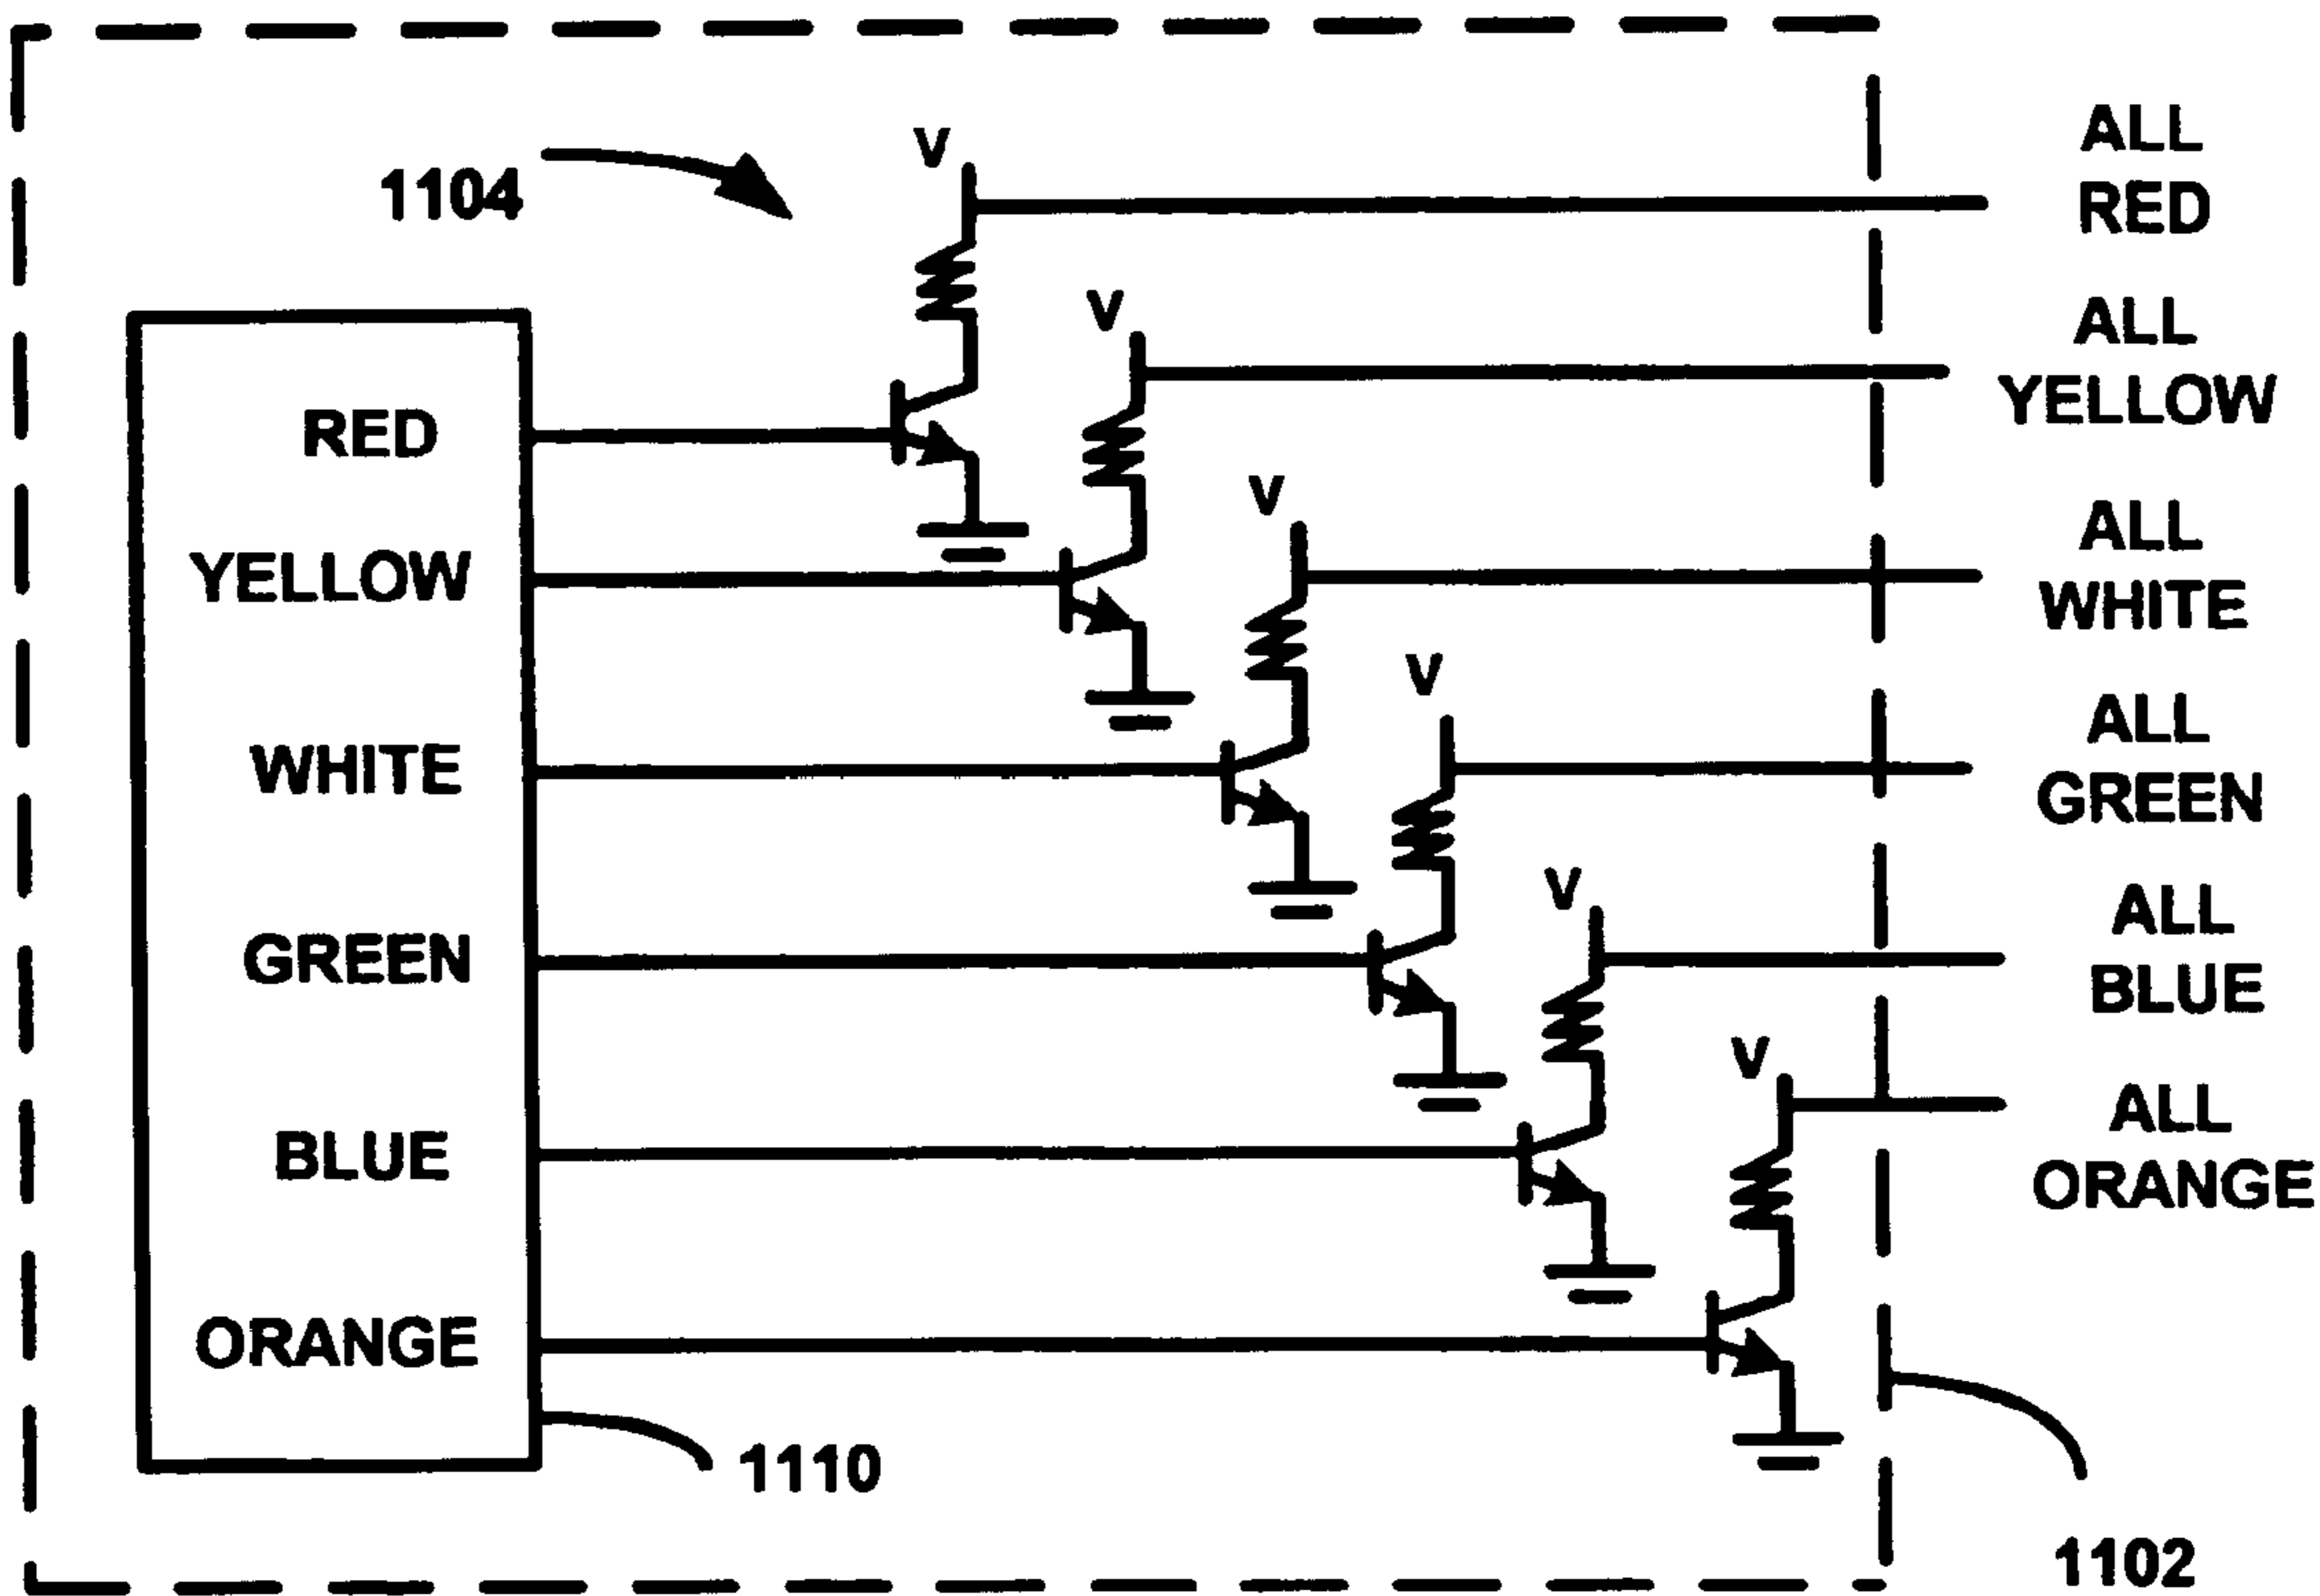 ALL
RED
1104
V
V
ALL
YELLOW
RED
V
ALL
WHITE
YELLOW
V
ALL
GREEN
WHITE
V
ALL
BLUE
GREEN
V
ALL
ORANGE
BLUE
ORANGE
1110
1102